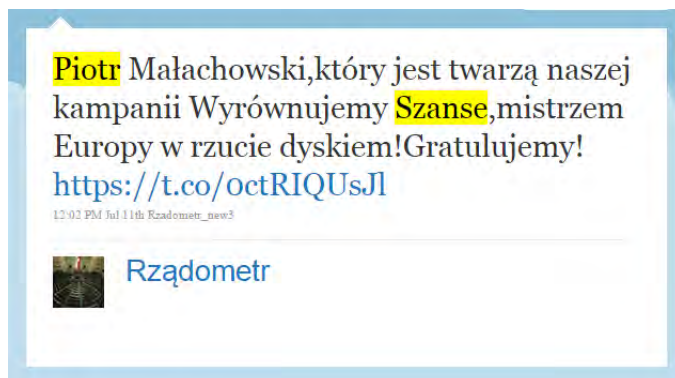 Piotr Małachowski,który jest twarzą naszej
kampanii Wyrównujemy Szanse,mistrzem
Europy w rzucie dyskiem!Gratulujemy!
https://t.co/0ctRIQUsJl
12:02 PM Jul 11th Rzadometr_new3
Rządometr